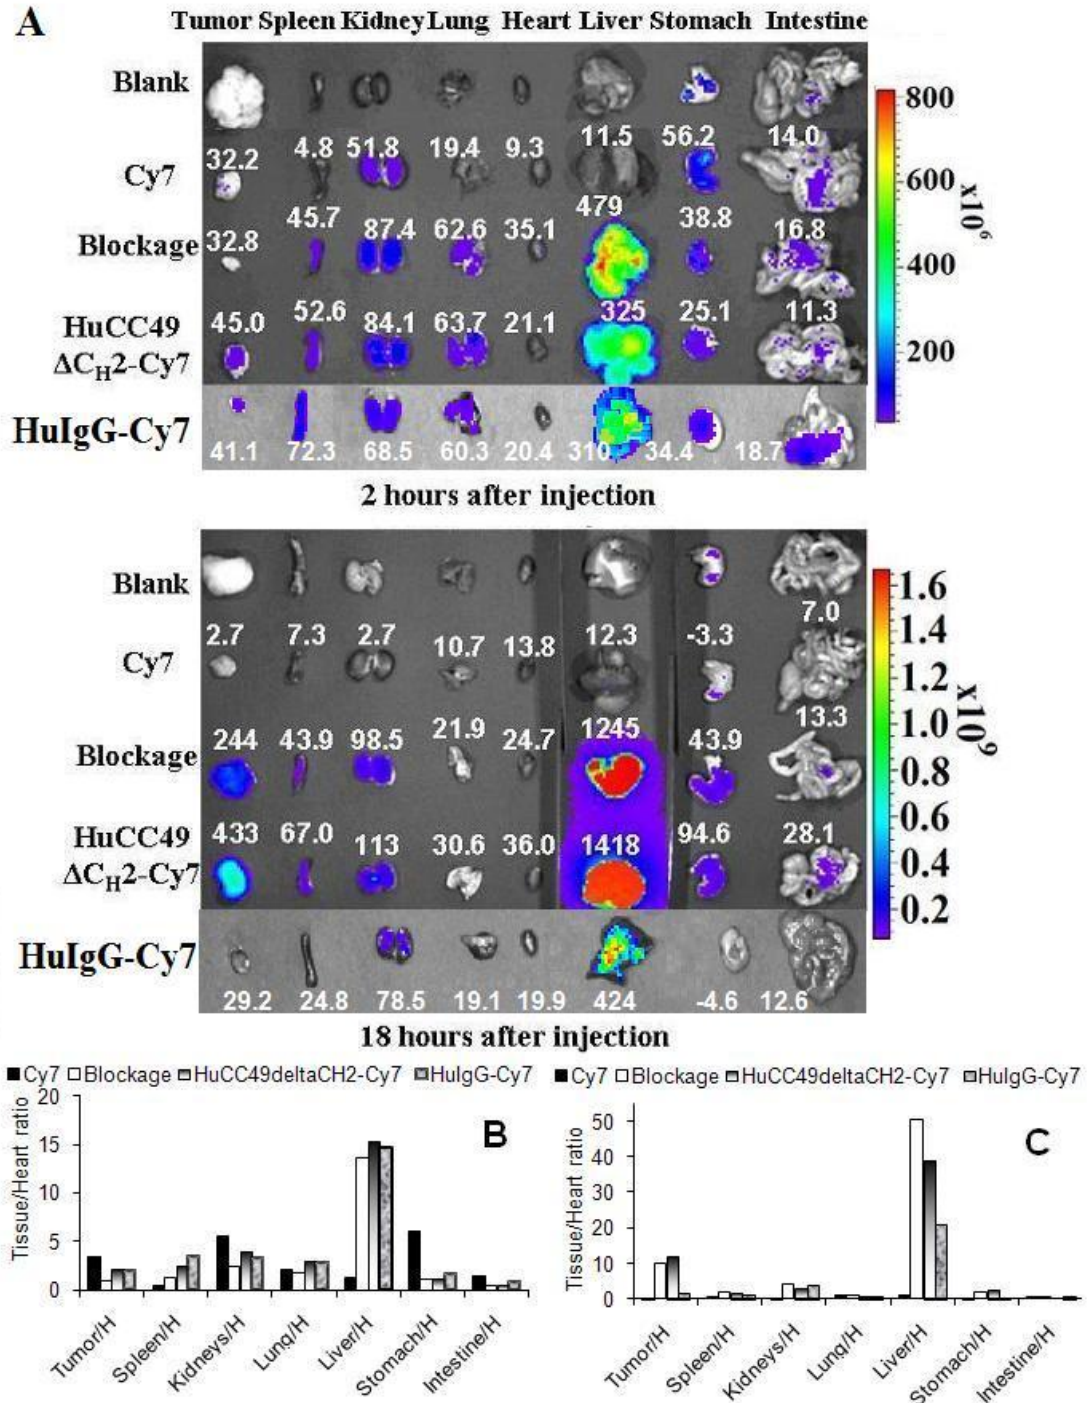 A
Tumor Spleen Kidney Lung Heart Liver Stomach Intestine
Blank
Cy7
32.2 4.8 51.8 19.4 9.3 11.5 56.2 14.0
Blockage
32.8 45.7 87.4 62.6 35.1 479 38.8 16.8
HuCC49
ΔCH2-Cy7
45.0 52.6 84.1 63.7 21.1 325 25.1 11.3
HuIgG-Cy7
41.1 72.3 68.5 60.3 20.4 310 34.4 18.7
800
600
400
200
x10^6
2 hours after injection
Blank
Cy7
2.7 7.3 2.7 10.7 13.8 12.3 -3.3 7.0
Blockage
244 43.9 98.5 21.9 24.7 1245 43.9 13.3
HuCC49
ΔCH2-Cy7
433 67.0 113 30.6 36.0 1418 94.6 28.1
HuIgG-Cy7
29.2 24.8 78.5 19.1 19.9 424 -4.6 12.6
1.6
1.4
1.2
1.0
0.8
0.6
0.4
0.2
x10^9
18 hours after injection
Cy7 Blockage HuCC49deltaCH2-Cy7 HuIgG-Cy7
B
Tissue/Heart ratio
20
15
10
5
0
Tumor/H
Spleen/H
Kidneys/H
Lung/H
Liver/H
Stomach/H
Intestine/H
Cy7 Blockage HuCC49deltaCH2-Cy7 HuIgG-Cy7
C
Tissue/Heart ratio
50
40
30
20
10
0
Tumor/H
Spleen/H
Kidneys/H
Lung/H
Liver/H
Stomach/H
Intestine/H